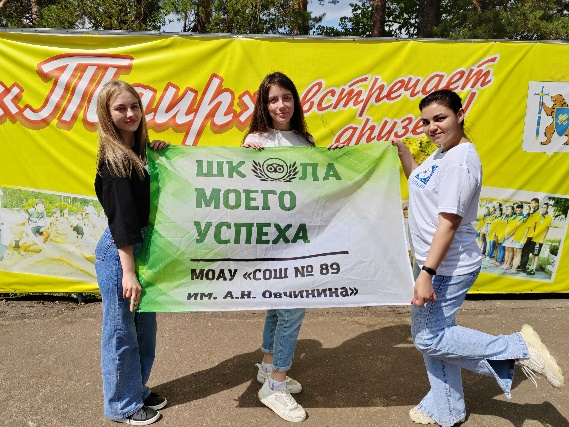 «Таир» встречает
друзей!
ШКОЛА
МОЕГО
УСПЕХА
МОАУ «СОШ № 89
им. А.Н. Овчинина»